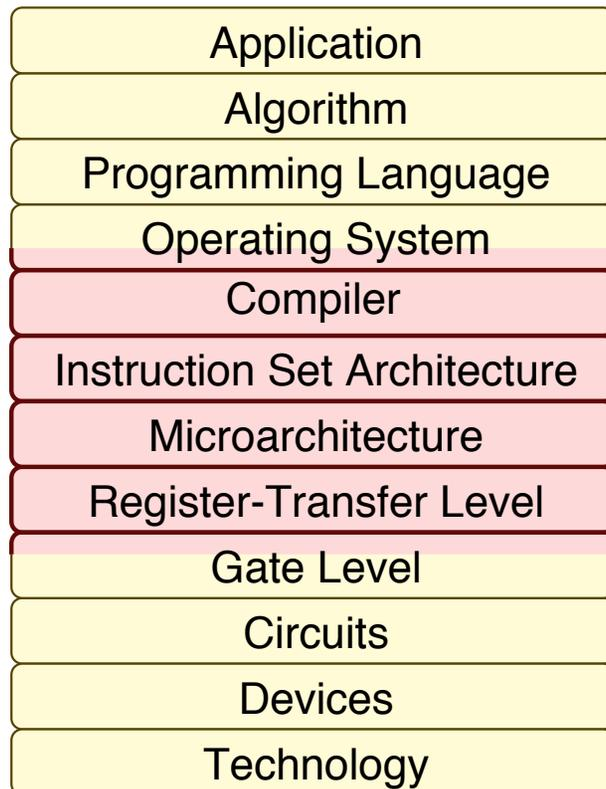 Application
Algorithm
Programming Language
Operating System
Compiler
Instruction Set Architecture
Microarchitecture
Register-Transfer Level
Gate Level
Circuits
Devices
Technology